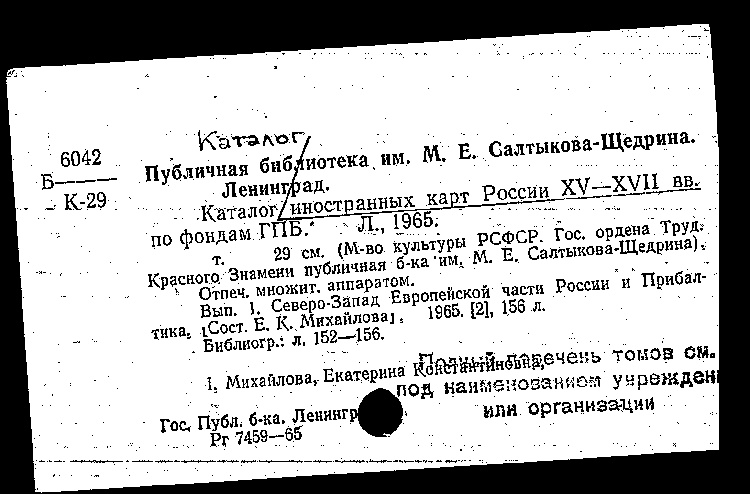 Каталог
6042
Б
К-29
Публичная библиотека им. М. Е. Салтыкова-Щедрина.
Ленинград.
Каталог иностранных карт России XV—XVII вв.
по фондам ГПБ. Л., 1965.
т. 29 см. (М-во культуры РСФСР. Гос. ордена Труд.
Красного Знамени публичная б-ка им. М. Е. Салтыкова-Щедрина).
Отпеч. множит. аппаратом.
Вып. 1. Северо-Запад Европейской части России и Прибал-
тика. [Сост. Е. К. Михайлова]. 1965. [2], 156 л.
Библиогр.: л. 152—156.
Полный перечень томов см.
1. Михайлова, Екатерина Константиновна.
под наименованием учрежден
или организации
Гос. Публ. б-ка. Ленингр
Рг 7459—65